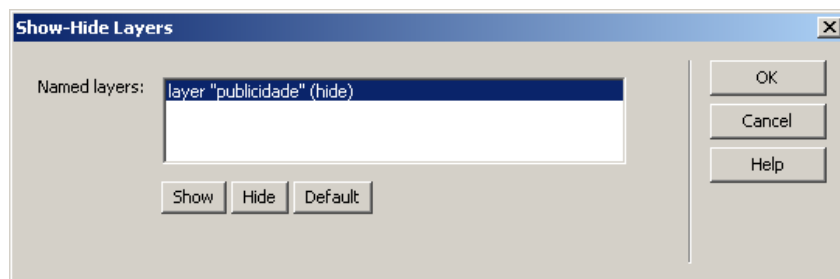 Show-Hide Layers
Named layers:
layer "publicidade" (hide)
Show
Hide
Default
OK
Cancel
Help